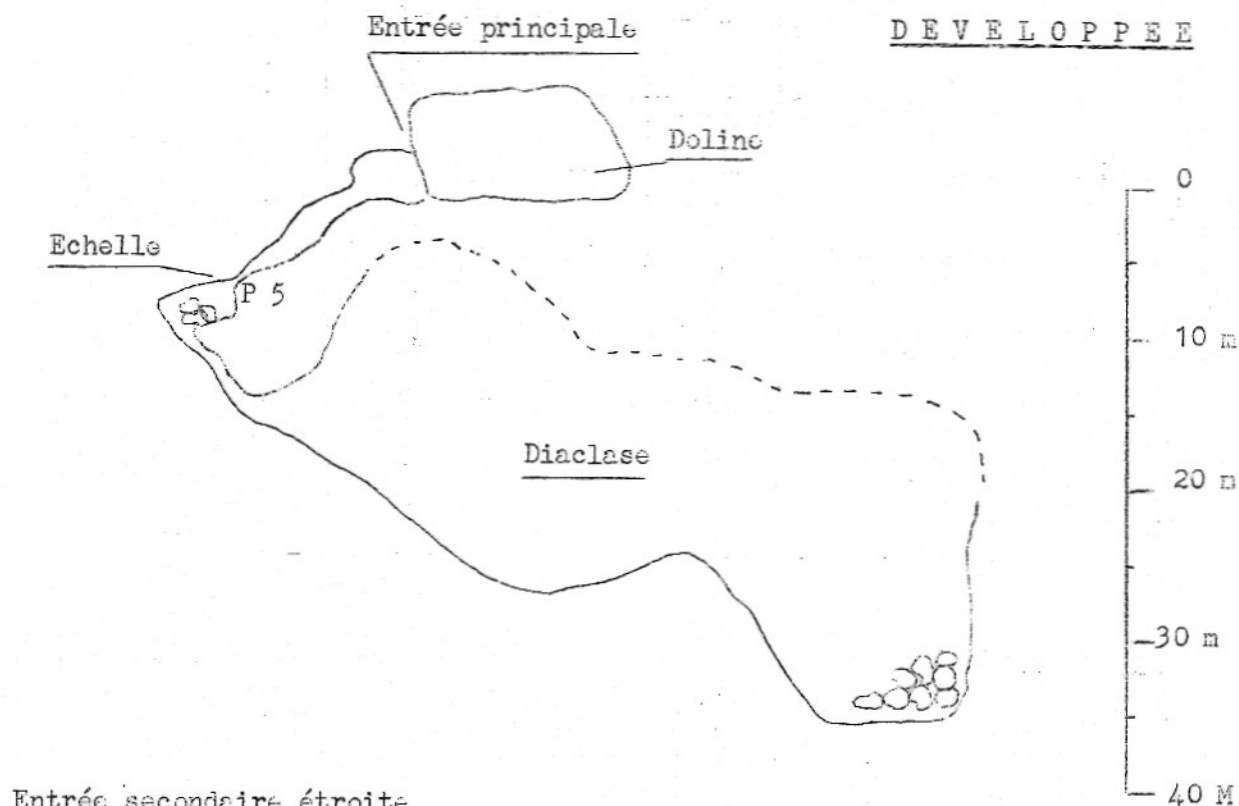 Entrée principale
D E V E L O P P E E
Doline
0
Echelle
P 5
10 m
Diaclase
20 m
30 m
40 M
Entrée secondaire étroite